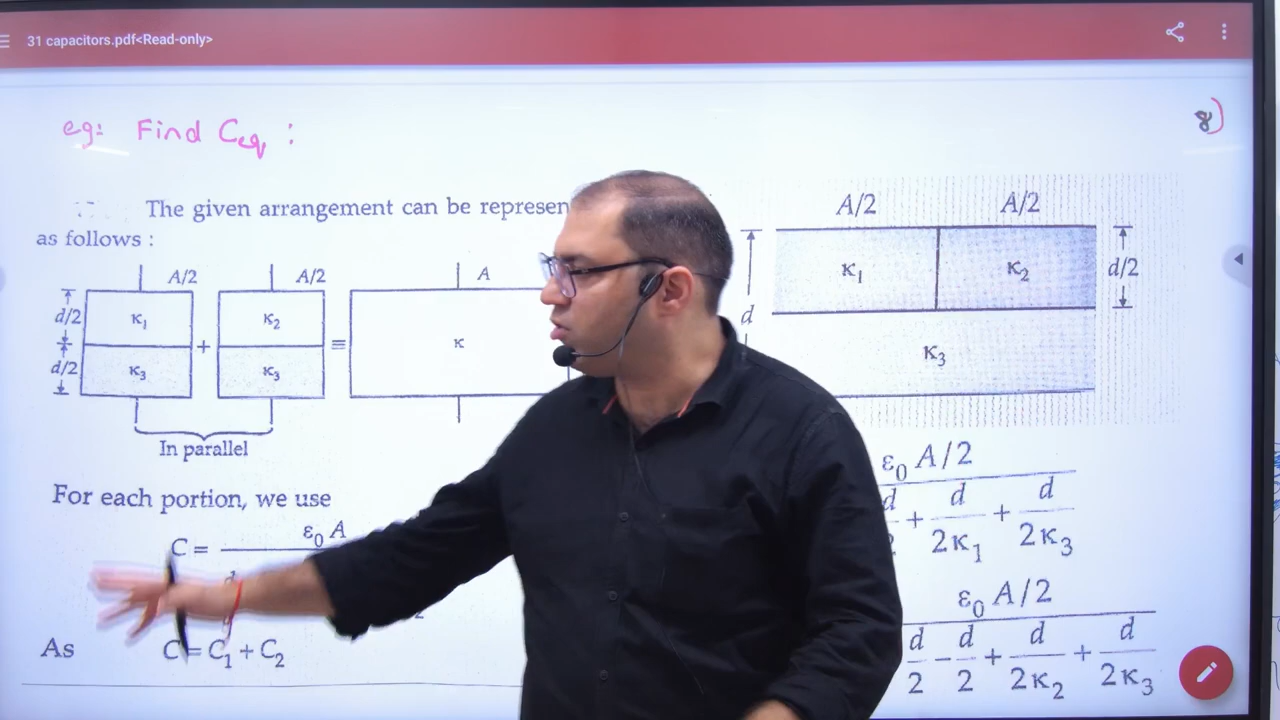 31 capacitors.pdf<Read-only>
eg: Find Ceq :
8)
The given arrangement can be represen
as follows :
A/2 A/2 A
d/2 κ1 κ2
+ ≡ κ
d/2 κ3 κ3
In parallel
A/2 A/2
d κ1 κ2 d/2
κ3
For each portion, we use
C = ε0 A
As C = C1 + C2
ε0 A/2
d + d/2κ1 + d/2κ3
ε0 A/2
d/2 − d/2 + d/2κ2 + d/2κ3